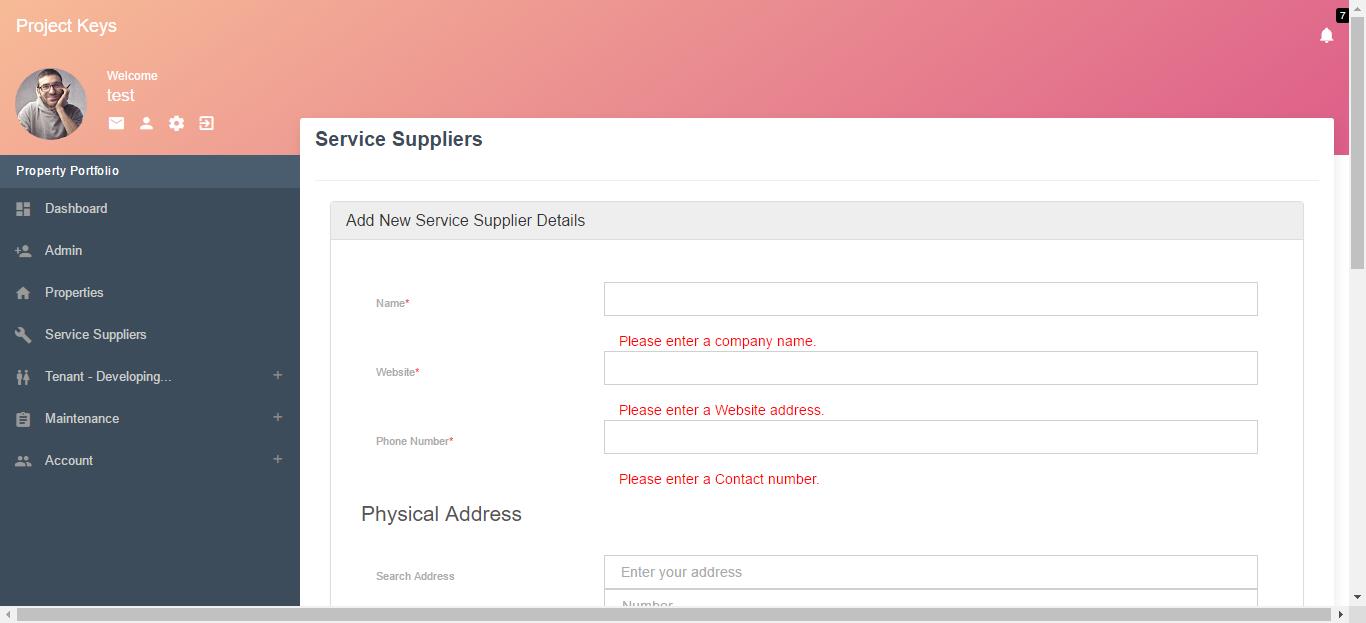 Project Keys
7
Welcome
test
Service Suppliers
Property Portfolio
Dashboard
Admin
Properties
Service Suppliers
Tenant - Developing...
+
Maintenance
+
Account
+
Add New Service Supplier Details
Name*
Please enter a company name.
Website*
Please enter a Website address.
Phone Number*
Please enter a Contact number.
Physical Address
Search Address
Enter your address
Number